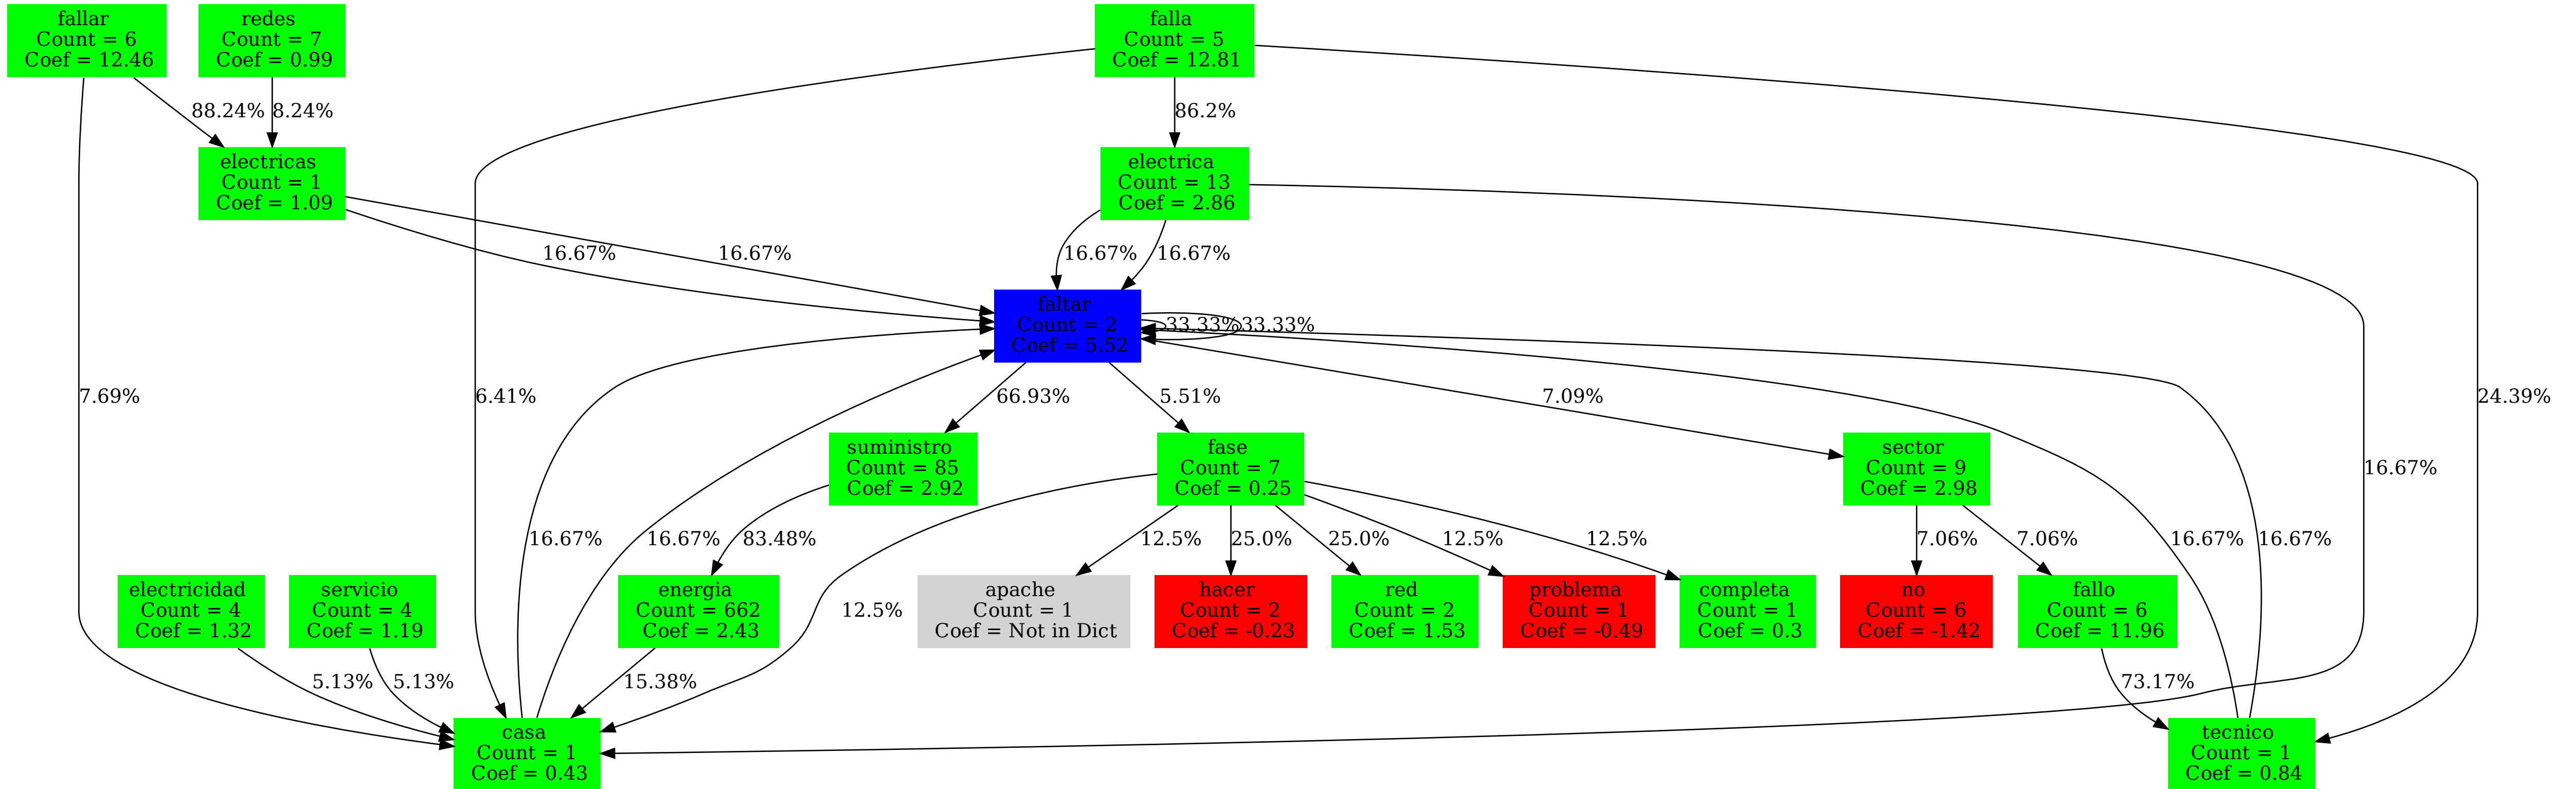 fallar
Count = 6
Coef = 12.46
redes
Count = 7
Coef = 0.99
falla
Count = 5
Coef = 12.81
88.24%
8.24%
86.2%
electricas
Count = 1
Coef = 1.09
electrica
Count = 13
Coef = 2.86
16.67%
16.67%
16.67%
16.67%
faltar
Count = 2
Coef = 5.52
33.33%
33.33%
7.69%
6.41%
66.93%
5.51%
7.09%
24.39%
suministro
Count = 85
Coef = 2.92
fase
Count = 7
Coef = 0.25
sector
Count = 9
Coef = 2.98
16.67%
16.67%
16.67%
83.48%
12.5%
25.0%
25.0%
12.5%
12.5%
7.06%
7.06%
16.67%
16.67%
electricidad
Count = 4
Coef = 1.32
servicio
Count = 4
Coef = 1.19
energia
Count = 662
Coef = 2.43
12.5%
apache
Count = 1
Coef = Not in Dict
hacer
Count = 2
Coef = -0.23
red
Count = 2
Coef = 1.53
problema
Count = 1
Coef = -0.49
completa
Count = 1
Coef = 0.3
no
Count = 6
Coef = -1.42
fallo
Count = 6
Coef = 11.96
5.13%
5.13%
15.38%
73.17%
casa
Count = 1
Coef = 0.43
tecnico
Count = 1
Coef = 0.84